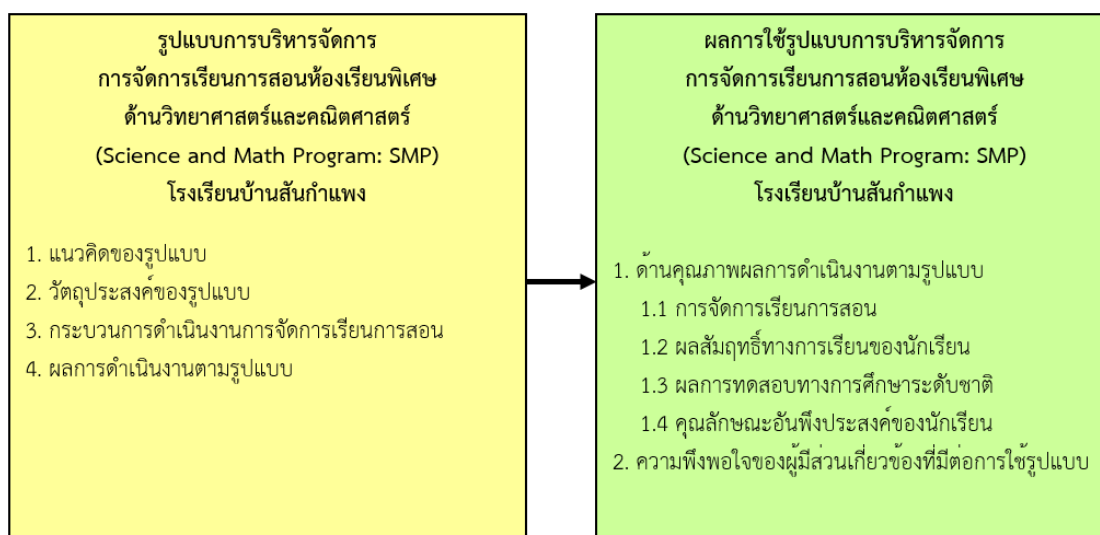 รูปแบบการบริหารจัดการ
การจัดการเรียนการสอนห้องเรียนพิเศษ
ด้านวิทยาศาสตร์และคณิตศาสตร์
(Science and Math Program: SMP)
โรงเรียนบ้านสันกำแพง
1. แนวคิดของรูปแบบ
2. วัตถุประสงค์ของรูปแบบ
3. กระบวนการดำเนินงานการจัดการเรียนการสอน
4. ผลการดำเนินงานตามรูปแบบ
ผลการใช้รูปแบบการบริหารจัดการ
การจัดการเรียนการสอนห้องเรียนพิเศษ
ด้านวิทยาศาสตร์และคณิตศาสตร์
(Science and Math Program: SMP)
โรงเรียนบ้านสันกำแพง
1. ด้านคุณภาพผลการดำเนินงานตามรูปแบบ
1.1 การจัดการเรียนการสอน
1.2 ผลสัมฤทธิ์ทางการเรียนของนักเรียน
1.3 ผลการทดสอบทางการศึกษาระดับชาติ
1.4 คุณลักษณะอันพึงประสงค์ของนักเรียน
2. ความพึงพอใจของผู้มีส่วนเกี่ยวข้องที่มีต่อการใช้รูปแบบ